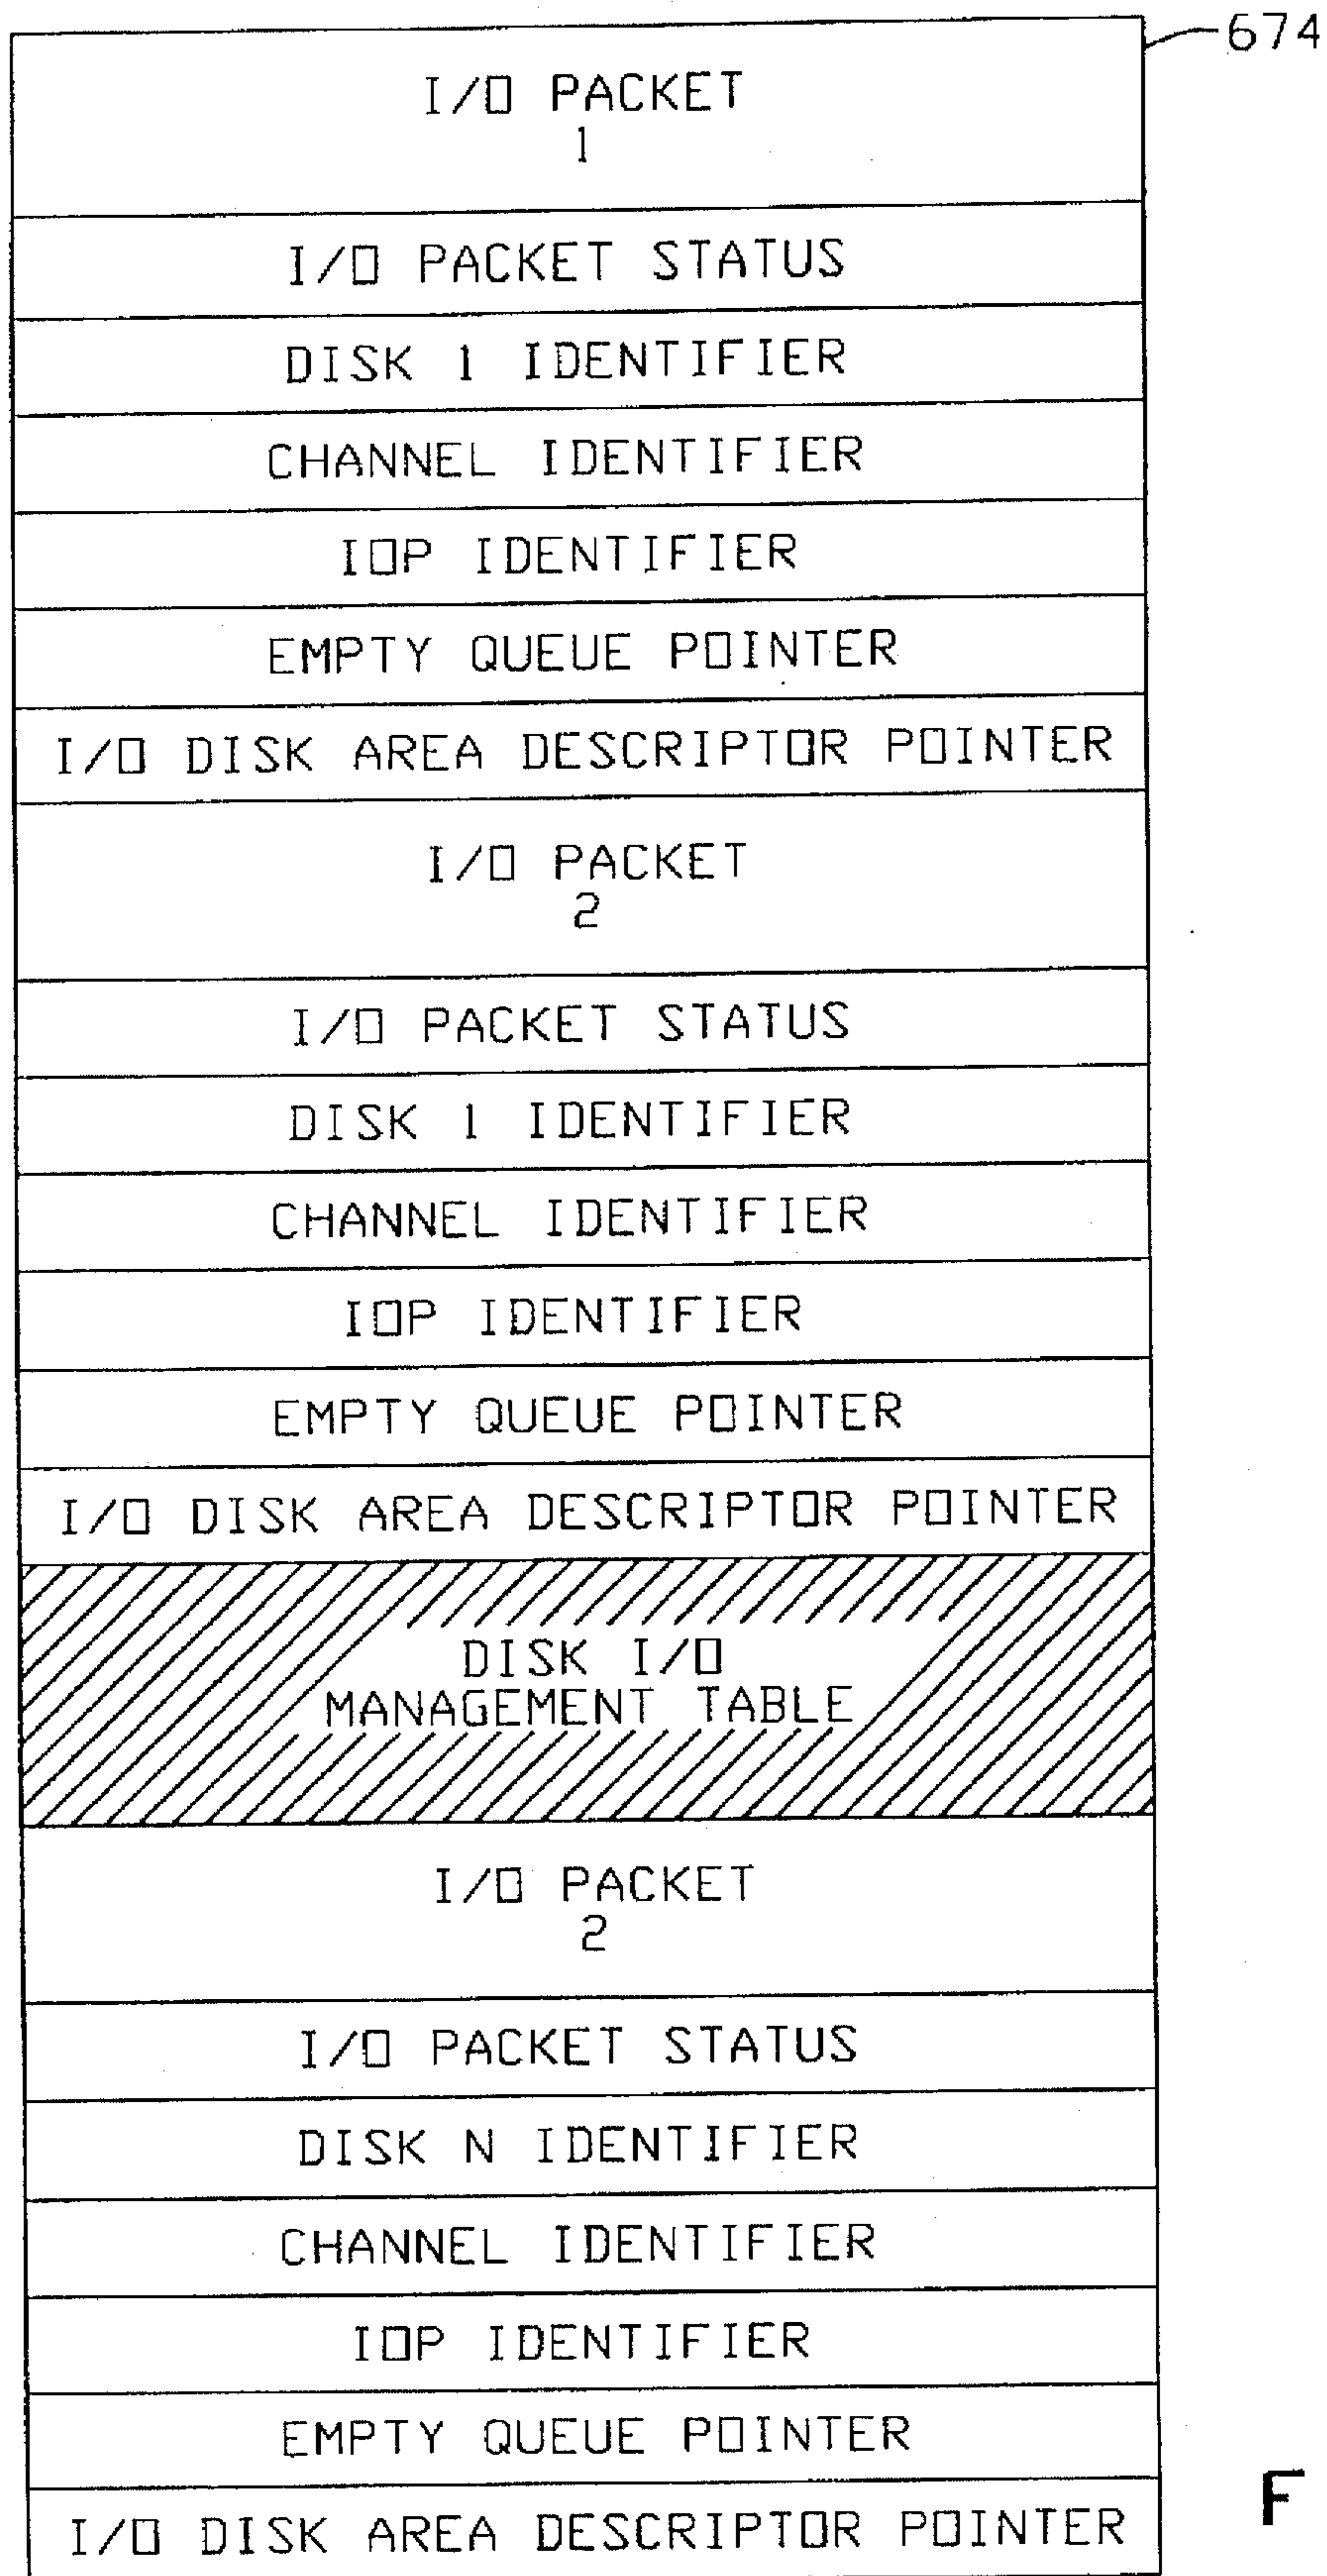 674
I/O PACKET
1
I/O PACKET STATUS
DISK 1 IDENTIFIER
CHANNEL IDENTIFIER
IOP IDENTIFIER
EMPTY QUEUE POINTER
I/O DISK AREA DESCRIPTOR POINTER
I/O PACKET
2
I/O PACKET STATUS
DISK 1 IDENTIFIER
CHANNEL IDENTIFIER
IOP IDENTIFIER
EMPTY QUEUE POINTER
I/O DISK AREA DESCRIPTOR POINTER
DISK I/O
MANAGEMENT TABLE
I/O PACKET
2
I/O PACKET STATUS
DISK N IDENTIFIER
CHANNEL IDENTIFIER
IOP IDENTIFIER
EMPTY QUEUE POINTER
I/O DISK AREA DESCRIPTOR POINTER
F